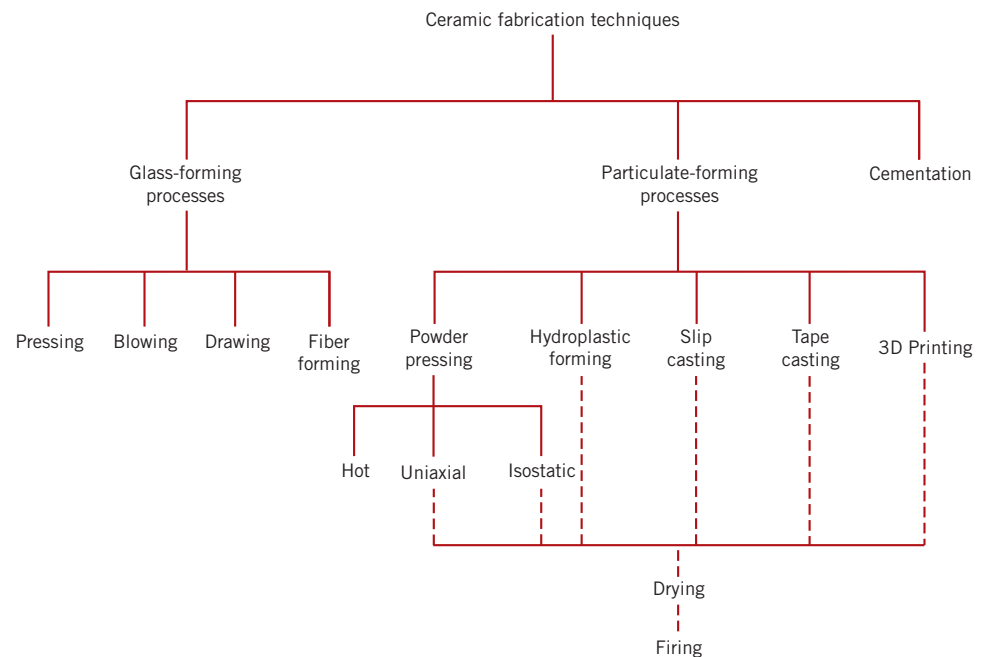 Ceramic fabrication techniques
Glass-forming
processes
Particulate-forming
processes
Cementation
Pressing
Blowing
Drawing
Fiber
forming
Powder
pressing
Hydroplastic
forming
Slip
casting
Tape
casting
3D Printing
Hot
Uniaxial
Isostatic
Drying
Firing